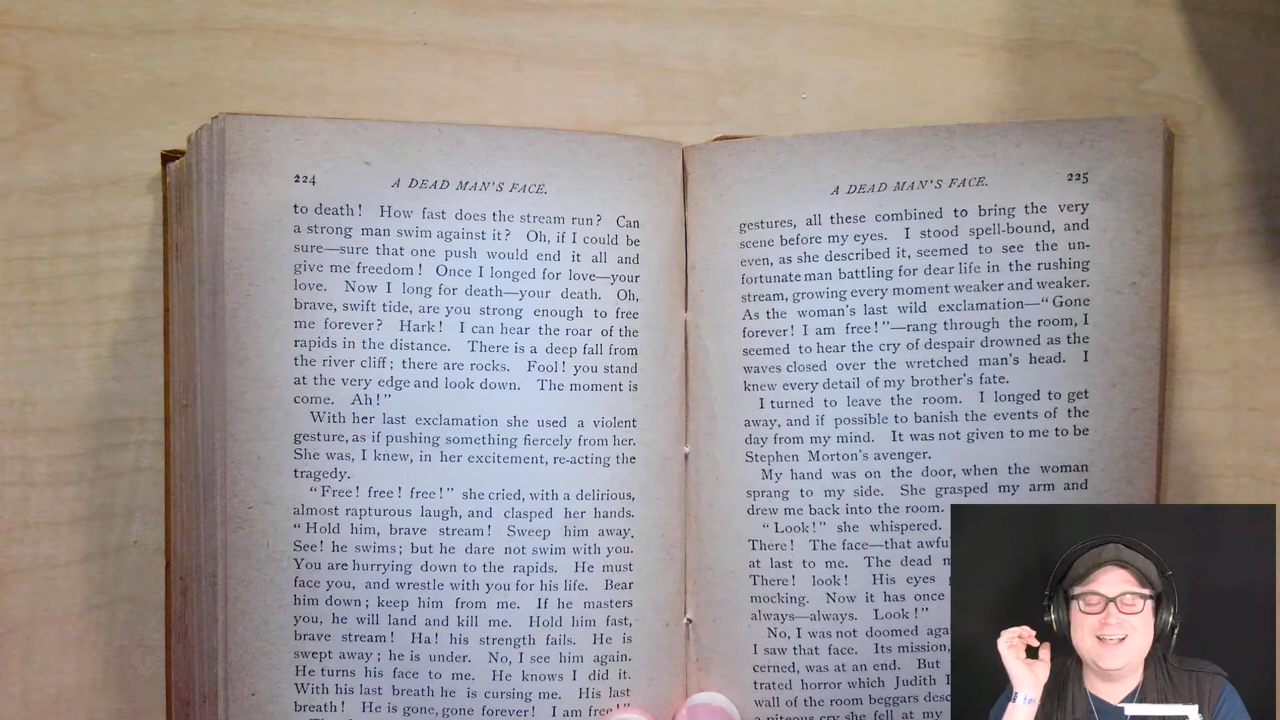 224
A DEAD MAN'S FACE.
to death! How fast does the stream run? Can
a strong man swim against it? Oh, if I could be
sure—sure that one push would end it all and
give me freedom! Once I longed for love—your
love. Now I long for death—your death. Oh,
brave, swift tide, are you strong enough to free
me forever? Hark! I can hear the roar of the
rapids in the distance. There is a deep fall from
the river cliff; there are rocks. Fool! you stand
at the very edge and look down. The moment is
come. Ah!"
With her last exclamation she used a violent
gesture, as if pushing something fiercely from her.
She was, I knew, in her excitement, re-acting the
tragedy.
"Free! free! free!" she cried, with a delirious,
almost rapturous laugh, and clasped her hands.
"Hold him, brave stream! Sweep him away.
See! he swims; but he dare not swim with you.
You are hurrying down to the rapids. He must
face you, and wrestle with you for his life. Bear
him down; keep him from me. If he masters
you, he will land and kill me. Hold him fast,
brave stream! Ha! his strength fails. He is
swept away; he is under. No, I see him again.
He turns his face to me. He knows I did it.
With his last breath he is cursing me. His last
breath! He is gone, gone forever! I am free!"
A DEAD MAN'S FACE.
225
gestures, all these combined to bring the very
scene before my eyes. I stood spell-bound, and
even, as she described it, seemed to see the un-
fortunate man battling for dear life in the rushing
stream, growing every moment weaker and weaker.
As the woman's last wild exclamation—"Gone
forever! I am free!"—rang through the room, I
seemed to hear the cry of despair drowned as the
waves closed over the wretched man's head. I
knew every detail of my brother's fate.
I turned to leave the room. I longed to get
away, and if possible to banish the events of the
day from my mind. It was not given to me to be
Stephen Morton's avenger.
My hand was on the door, when the woman
sprang to my side. She grasped my arm and
drew me back into the room.
"Look!" she whispered.
There! The face—that
at last to me. The dead
There! look! His eyes
mocking. Now it has once
always—always. Look!"
No, I was not doomed
I saw that face. Its mission,
cerned, was at an end. But
trated horror which Judith
wall of the room beggars
a piteous cry she fell at my